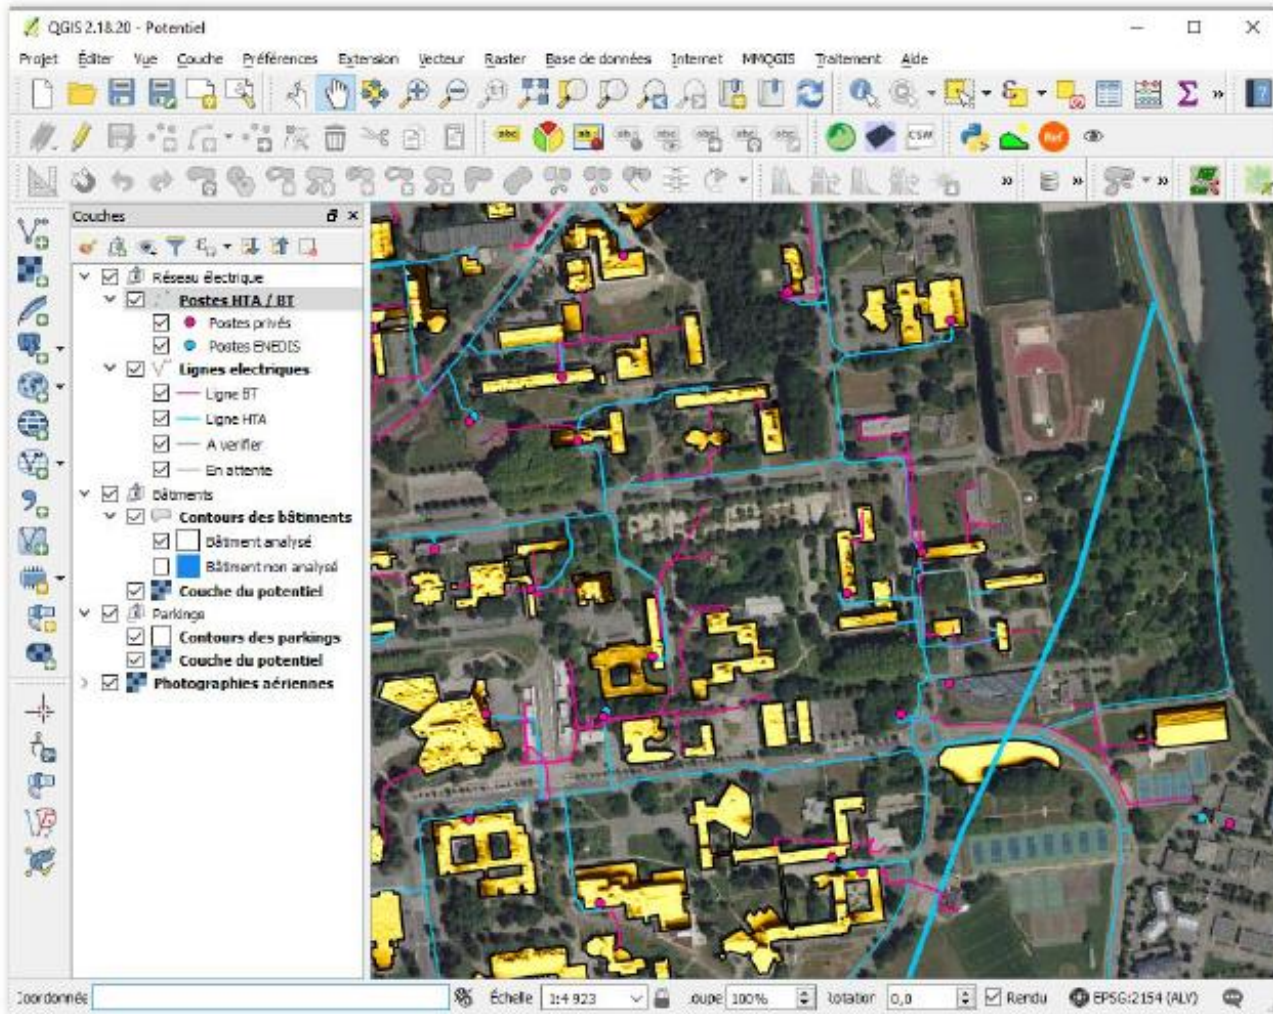 QGIS 2.18.20 - Potentiel
Projet Éditer Vue Couche Préférences Extension Vecteur Raster Base de données Internet MMQGIS Traitement Aide
CSW Ref
Couches
Réseau électrique
Postes HTA / BT
Postes privés
Postes ENEDIS
Lignes electriques
Ligne BT
Ligne HTA
A verifier
En attente
Bâtiments
Contours des bâtiments
Bâtiment analysé
Bâtiment non analysé
Couche du potentiel
Parkings
Contours des parkings
Couche du potentiel
Photographies aériennes
Échelle 1:4 923 100% 0,0 Rendu EPSG:2154 (ALV)